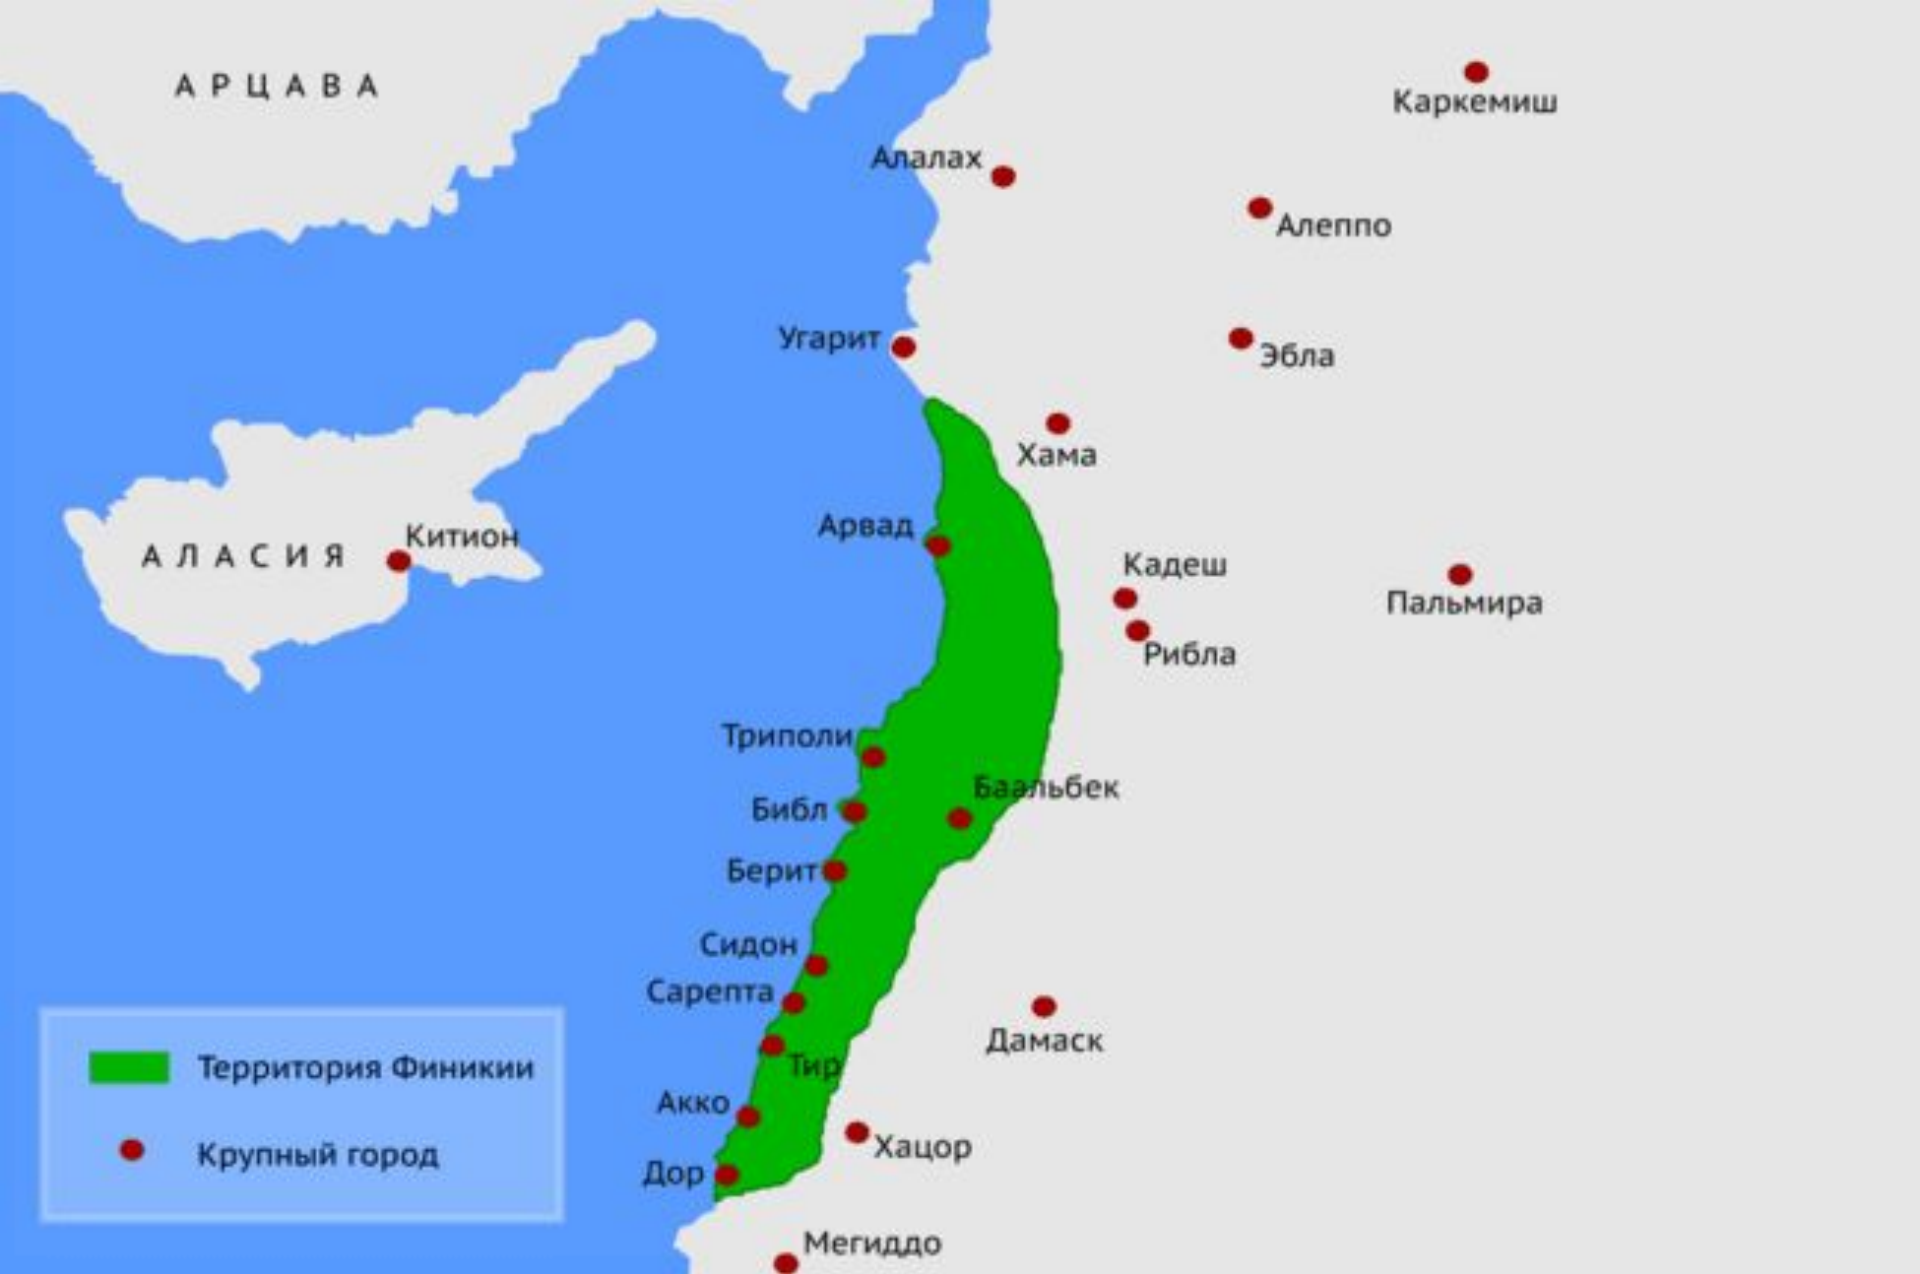 АРЦАВА
Каркемиш
Алалах
Алеппо
Угарит
Эбла
Хама
Арвад
Китион
АЛАСИЯ
Кадеш
Пальмира
Рибла
Триполи
Баальбек
Библ
Берит
Сидон
Сарепта
Дамаск
Тир
Территория Финикии
Акко
Хацор
Крупный город
Дор
Мегиддо